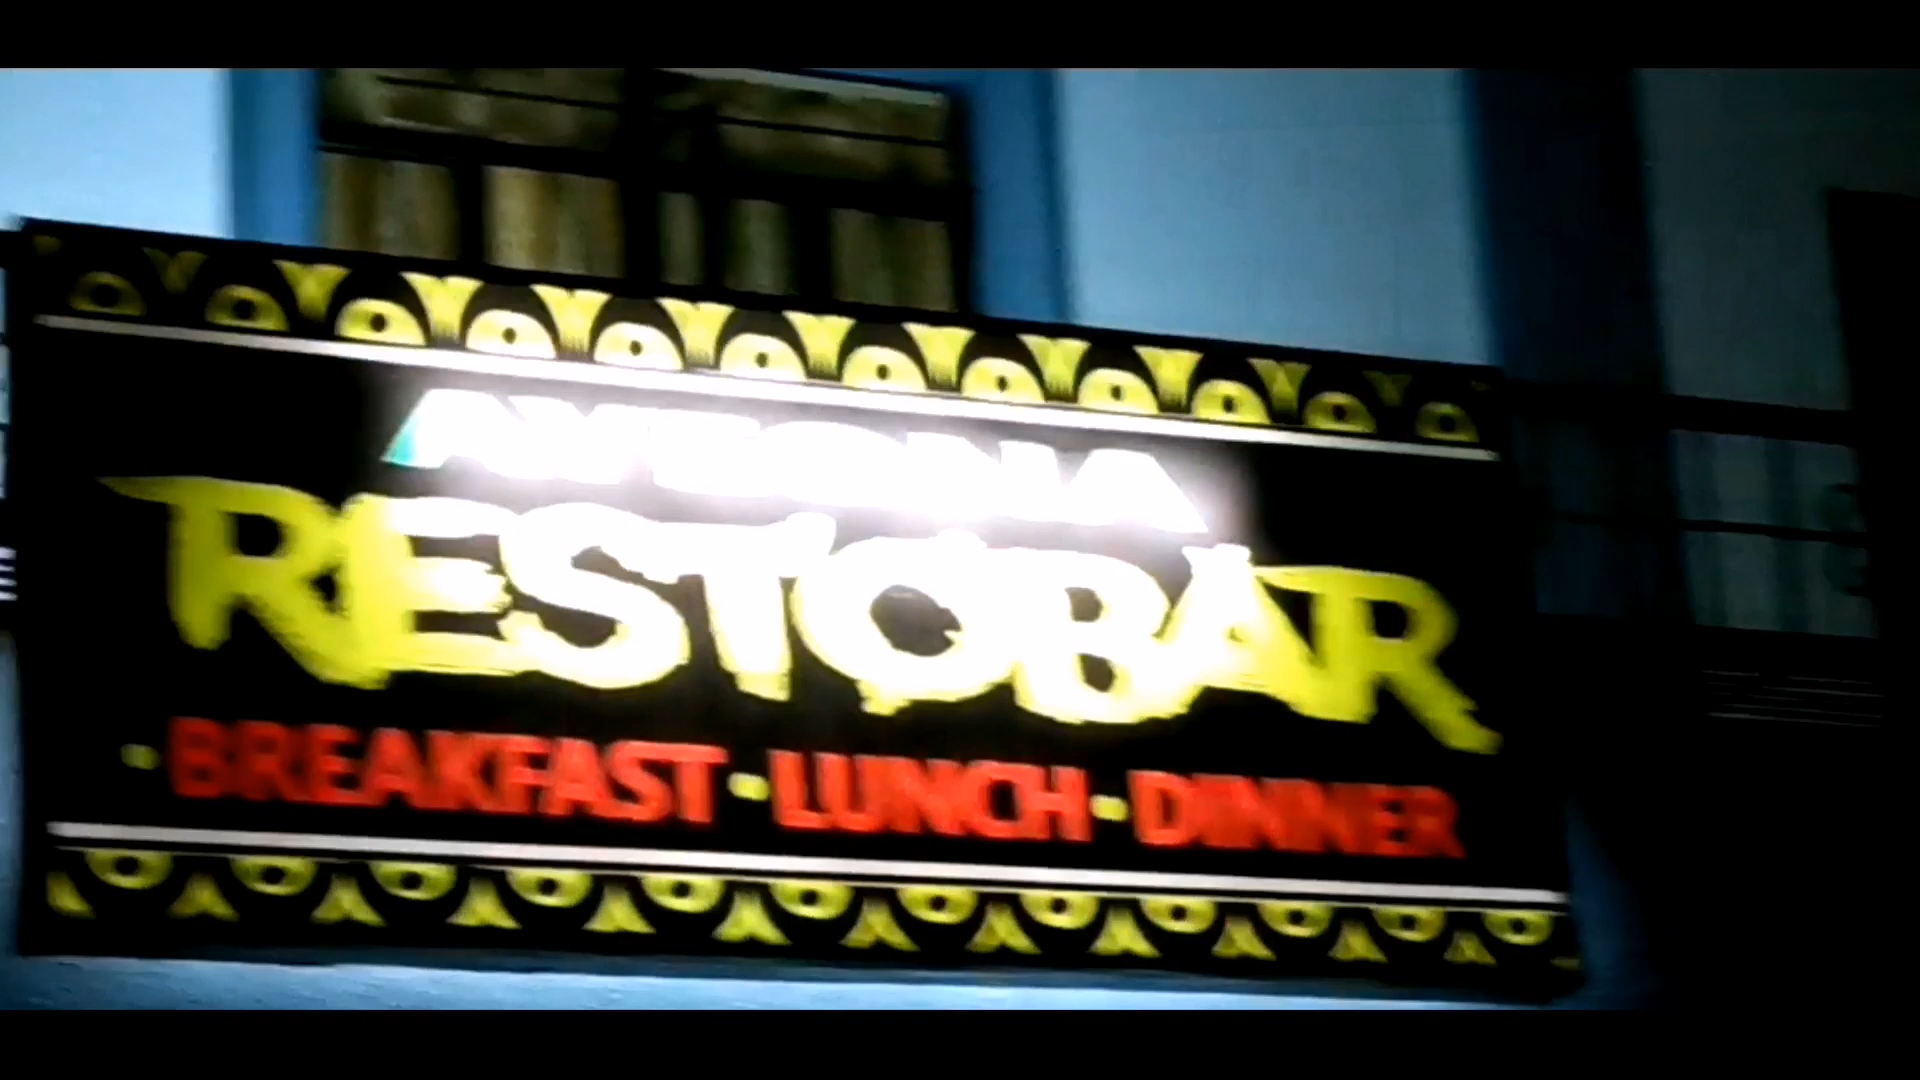 RESTOBAR
• BREAKFAST • LUNCH • DINNER